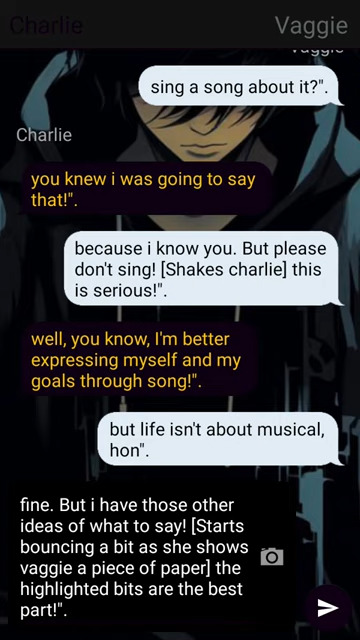 Charlie Vaggie
Vaggie
sing a song about it?".
Charlie
you knew i was going to say
that!".
because i know you. But please
don't sing! [Shakes charlie] this
is serious!".
well, you know, I'm better
expressing myself and my
goals through song!".
but life isn't about musical,
hon".
fine. But i have those other
ideas of what to say! [Starts
bouncing a bit as she shows
vaggie a piece of paper] the
highlighted bits are the best
part!".